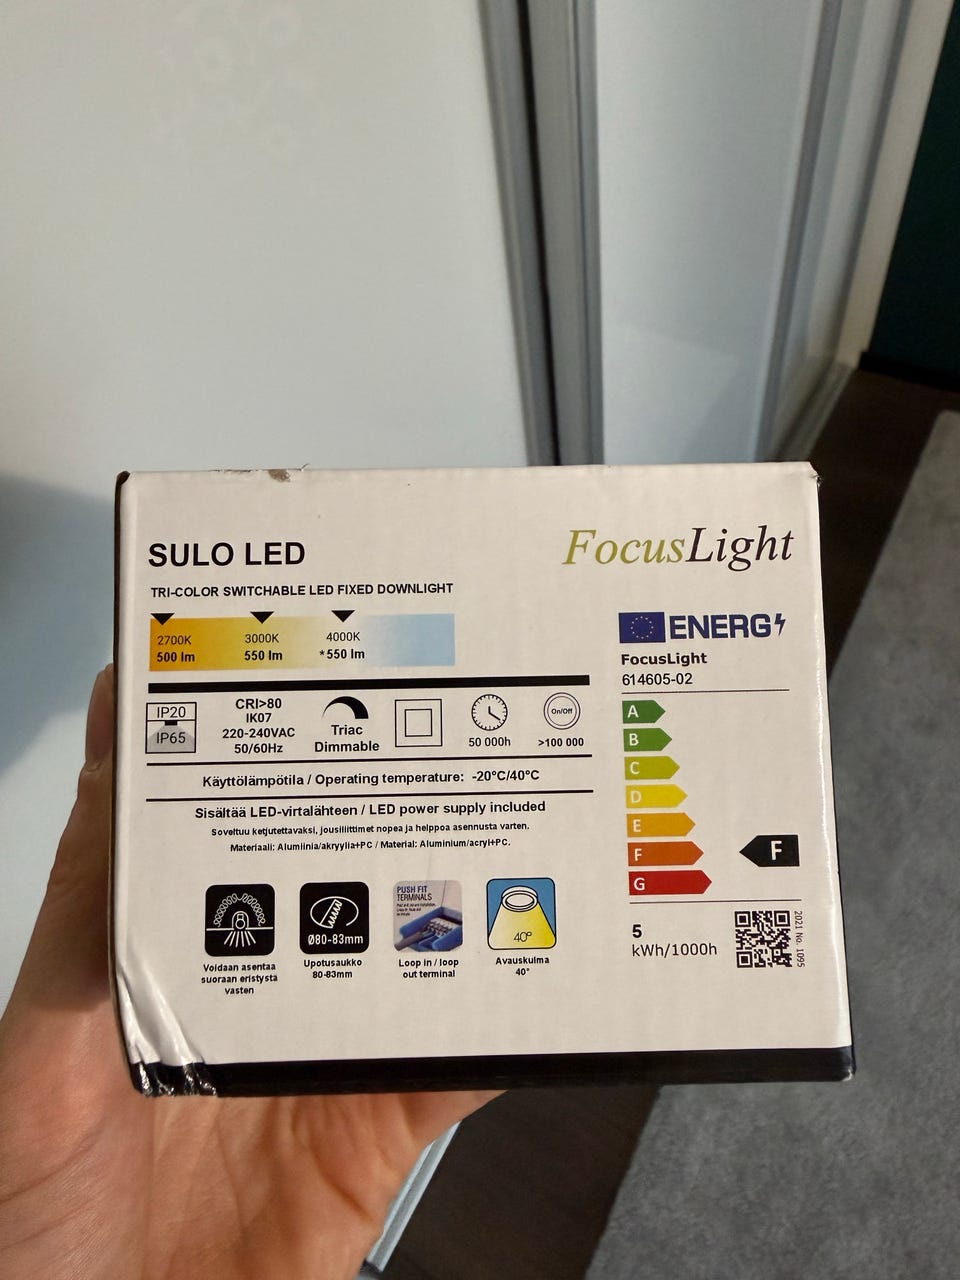 SULO LED
FocusLight
TRI-COLOR SWITCHABLE LED FIXED DOWNLIGHT
2700K
500 lm
3000K
550 lm
4000K
*550 lm
IP20
IP65
CRI>80
IK07
220-240VAC
50/60Hz
Triac
Dimmable
50 000h
On/Off
>100 000
Käyttölämpötila / Operating temperature: -20°C/40°C
Sisältää LED-virtalähteen / LED power supply included
Soveltuu ketjutettavaksi, jousiliittimet nopea ja helppoa asennusta varten.
Materiaali: Alumiinia/akryylia+PC / Material: Aluminium/acryl+PC.
Voidaan asentaa
suoraan eristystä
vasten
Ø80-83mm
Upotusaukko
80-83mm
PUSH FIT
TERMINALS
Loop in / loop
out terminal
40°
Avauskulma
40°
ENERG
FocusLight
614605-02
A
B
C
D
E
F
G
F
5
kWh/1000h
2021 No. 1095